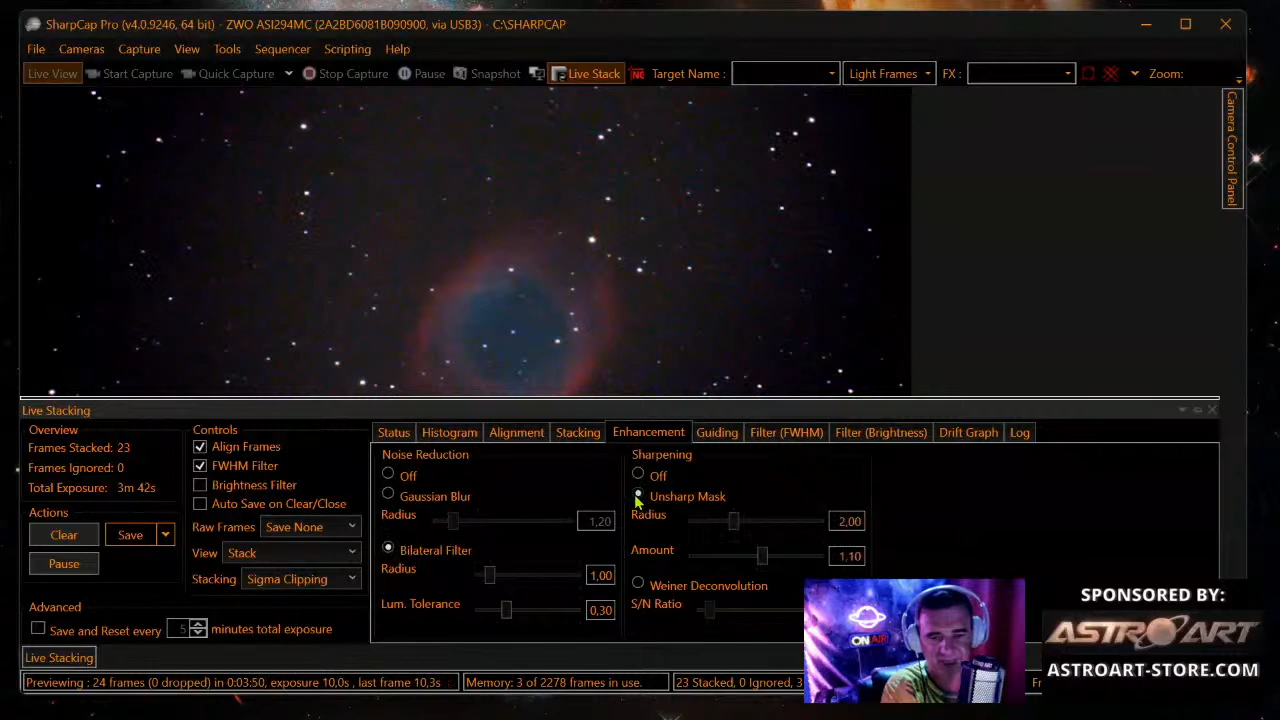 SharpCap Pro (v4.0.9246, 64 bit) - ZWO ASI294MC (2A2BD6081B090900, via USB3) - C:\SHARPCAP
File Cameras Capture View Tools Sequencer Scripting Help
Live View Start Capture Quick Capture Stop Capture Pause Snapshot Live Stack Target Name : Light Frames FX : Zoom:
Camera Control Panel
Live Stacking
Overview
Frames Stacked: 23
Frames Ignored: 0
Total Exposure: 3m 42s
Actions
Clear Save
Pause
Advanced
Save and Reset every 5 minutes total exposure
Controls
Align Frames
FWHM Filter
Brightness Filter
Auto Save on Clear/Close
Raw Frames Save None
View Stack
Stacking Sigma Clipping
Status Histogram Alignment Stacking Enhancement Guiding Filter (FWHM) Filter (Brightness) Drift Graph Log
Noise Reduction
Off
Gaussian Blur
Radius 1,20
Bilateral Filter
Radius 1,00
Lum. Tolerance 0,30
Sharpening
Off
Unsharp Mask
Radius 2,00
Amount 1,10
Weiner Deconvolution
S/N Ratio
Live Stacking
Previewing : 24 frames (0 dropped) in 0:03:50, exposure 10,0s , last frame 10,3s
Memory: 3 of 2278 frames in use.
23 Stacked, 0 Ignored, 3
ON AIR
SPONSORED BY:
ASTROART
ASTROART-STORE.COM